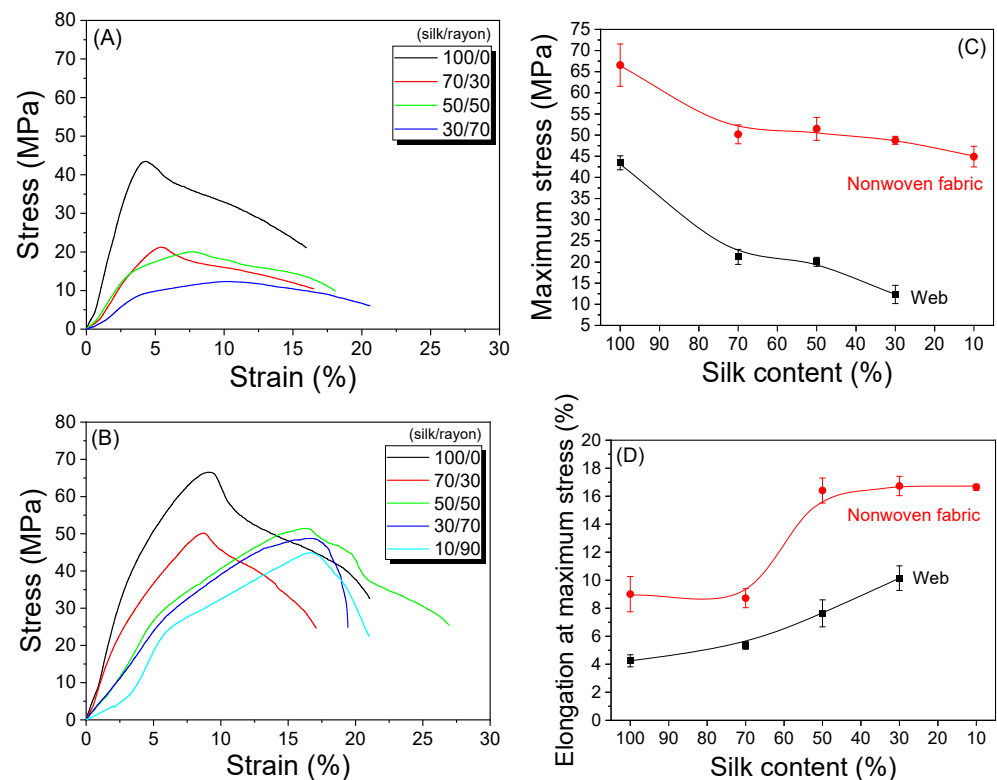 (A)
(silk/rayon)
100/0
70/30
50/50
30/70
Stress (MPa)
80
70
60
50
40
30
20
10
0
0 5 10 15 20 25 30
Strain (%)
(C)
Maximum stress (MPa)
75
70
65
60
55
50
45
40
35
30
25
20
15
10
5
Nonwoven fabric
Web
100 90 80 70 60 50 40 30 20 10
Silk content (%)
(B)
(silk/rayon)
100/0
70/30
50/50
30/70
10/90
Stress (MPa)
80
70
60
50
40
30
20
10
0
0 5 10 15 20 25 30
Strain (%)
(D)
Elongation at maximum stress (%)
20
18
16
14
12
10
8
6
4
2
0
Nonwoven fabric
Web
100 90 80 70 60 50 40 30 20 10
Silk content (%)